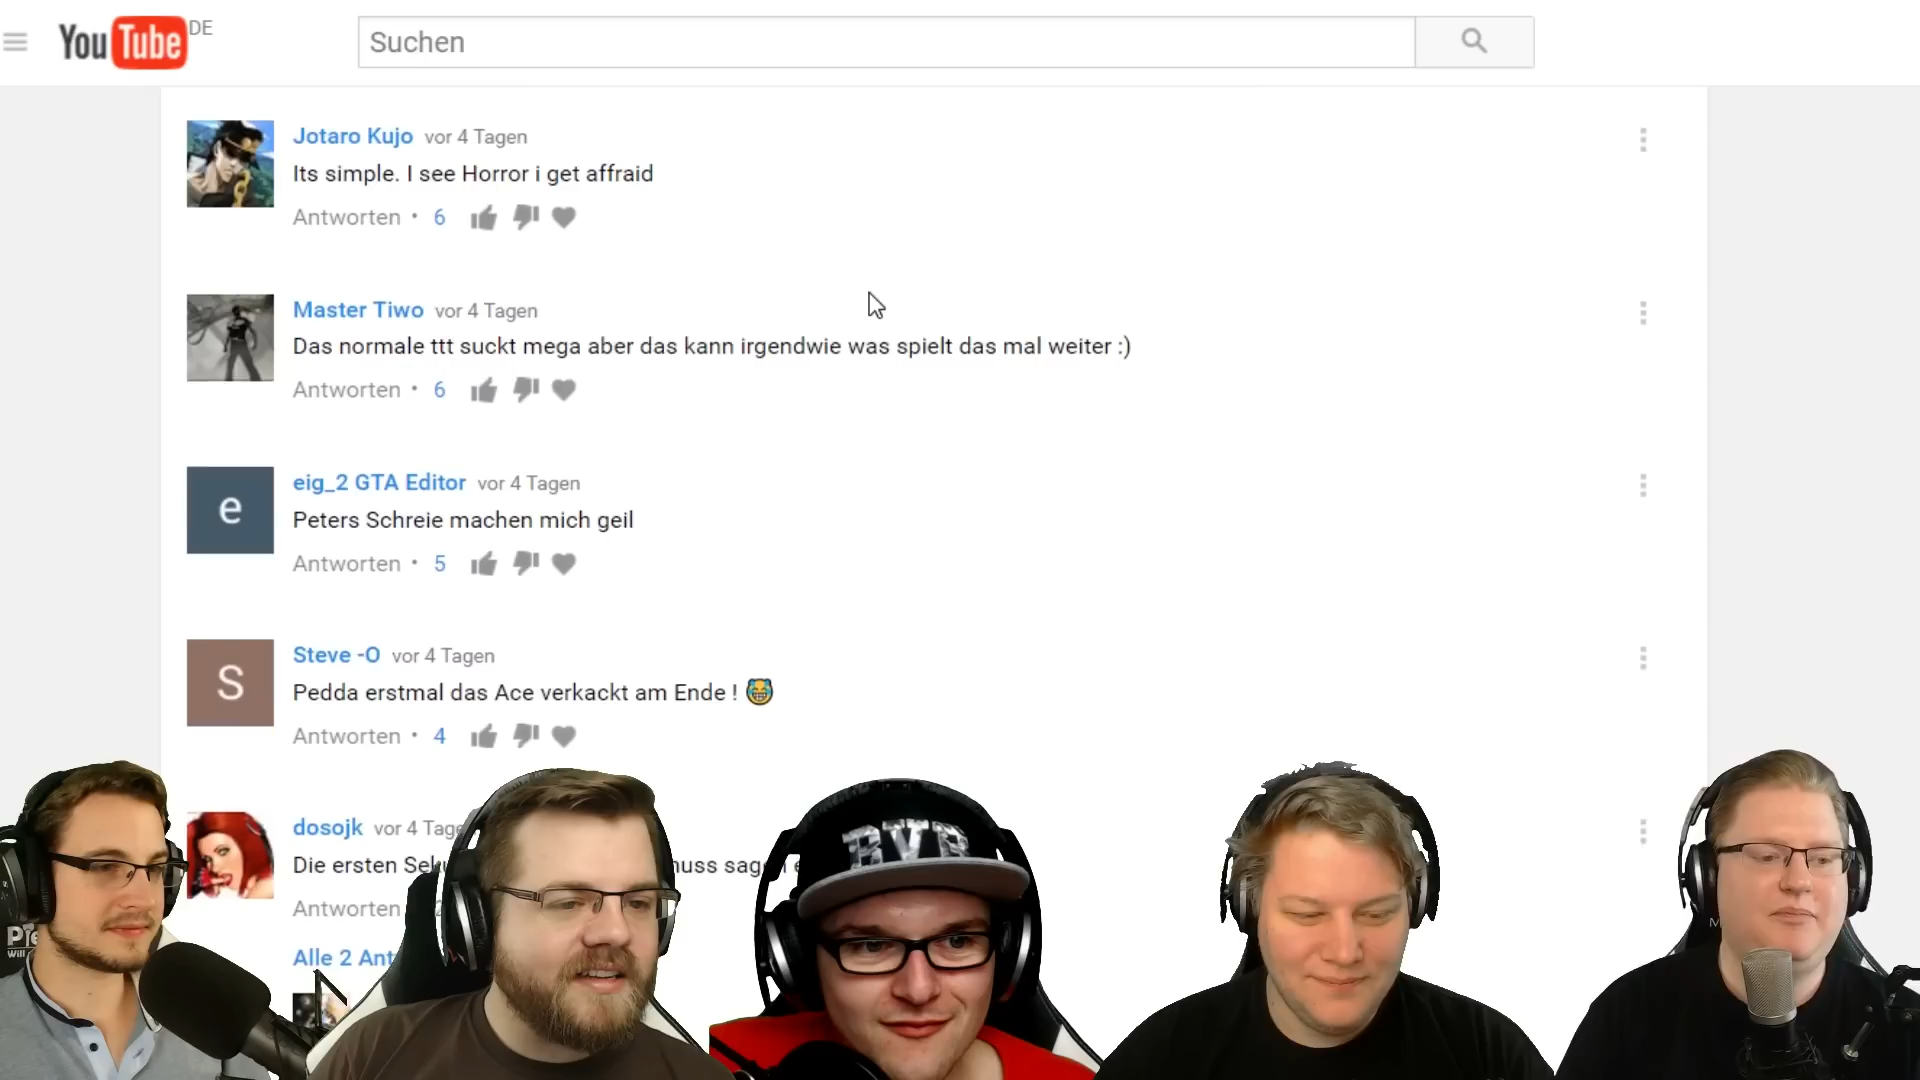 YouTube DE
Suchen
Jotaro Kujo vor 4 Tagen
Its simple. I see Horror i get affraid
Antworten • 6
Master Tiwo vor 4 Tagen
Das normale ttt suckt mega aber das kann irgendwie was spielt das mal weiter :)
Antworten • 6
e
eig_2 GTA Editor vor 4 Tagen
Peters Schreie machen mich geil
Antworten • 5
S
Steve -O vor 4 Tagen
Pedda erstmal das Ace verkackt am Ende ! 😹
Antworten • 4
dosojk vor 4
Die ersten
Antworten
Alle 2
RVR
Will